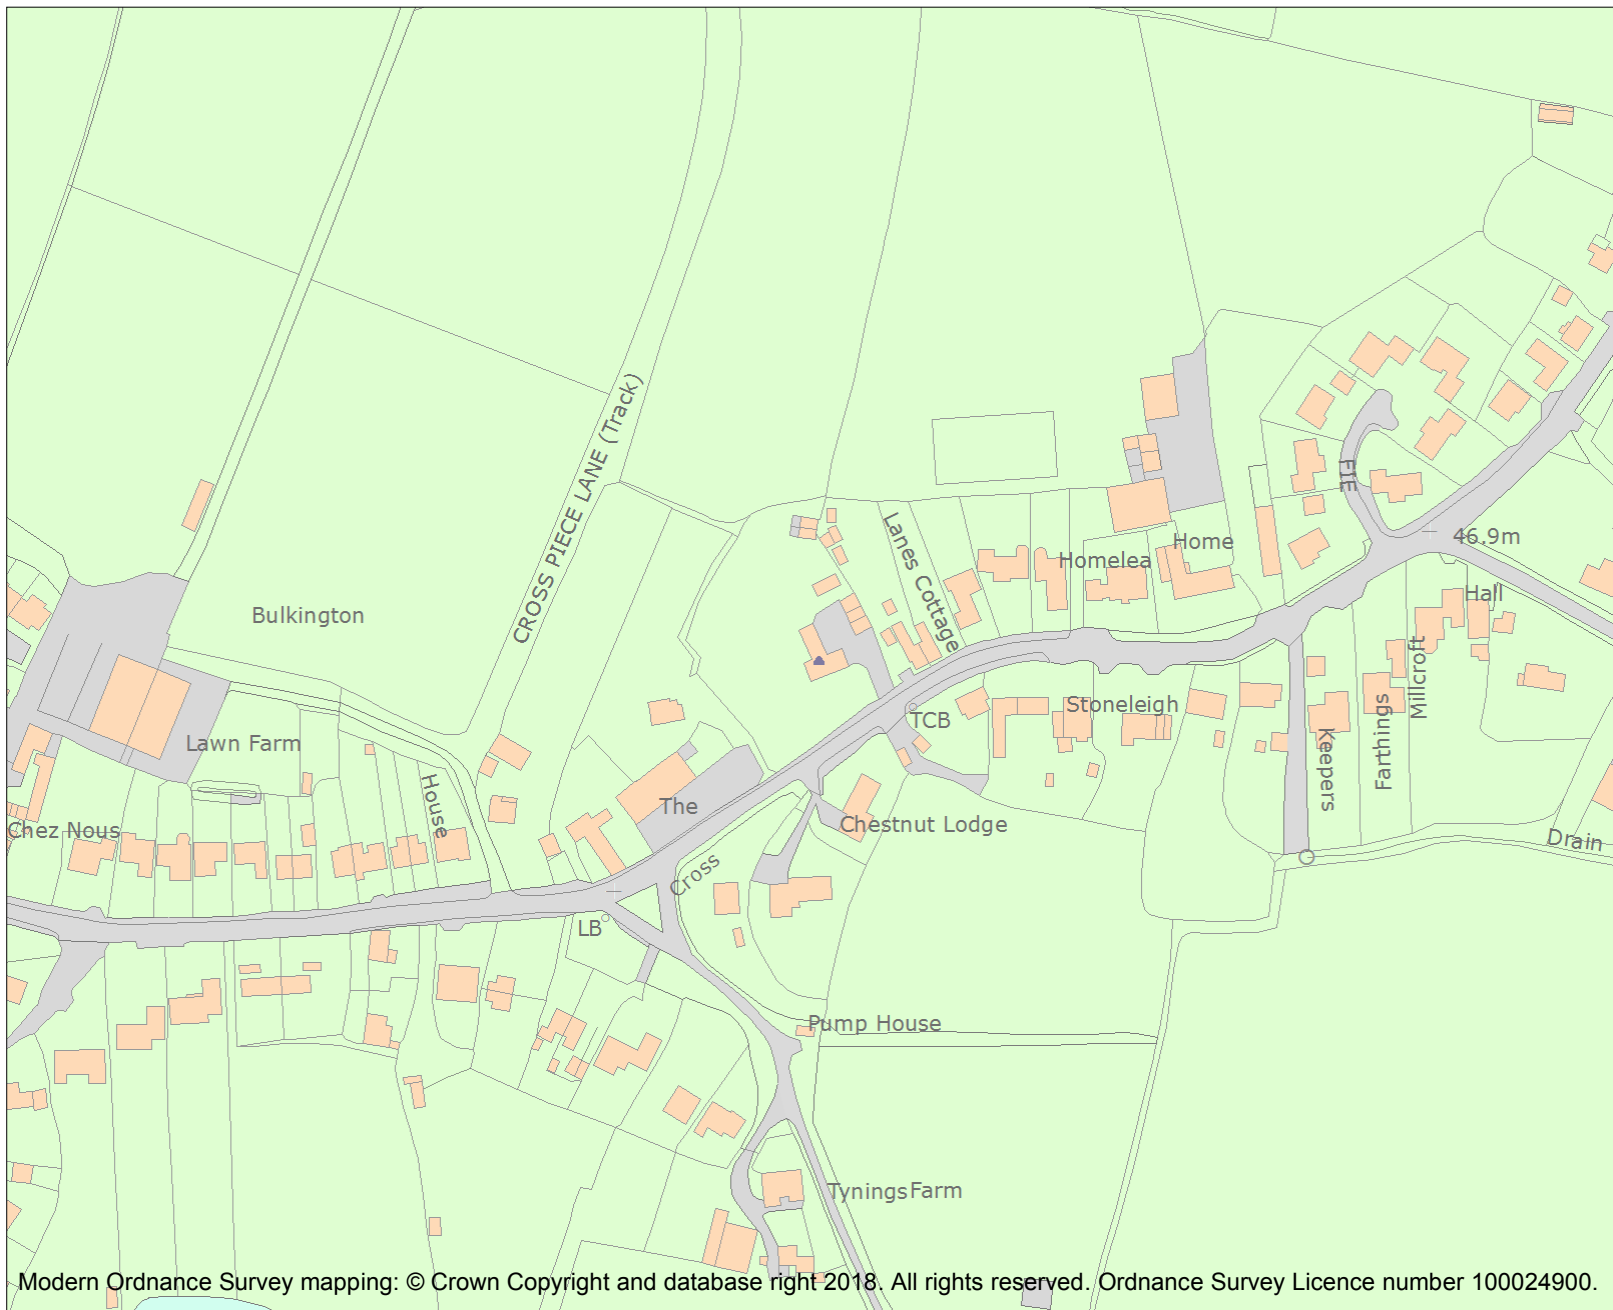 CROSS PIECE LANE (Track)
Lanes Cottage
FIE
46.9m
Home
Homelea
Hall
Bulkington
Millcroft
Stoneleigh
TCB
Farthings
Keepers
Lawn Farm
House
The
Chez Nous
Chestnut Lodge
Drain
Cross
LB
Pump House
Tynings Farm
Modern Ordnance Survey mapping: © Crown Copyright and database right 2018. All rights reserved. Ordnance Survey Licence number 100024900.